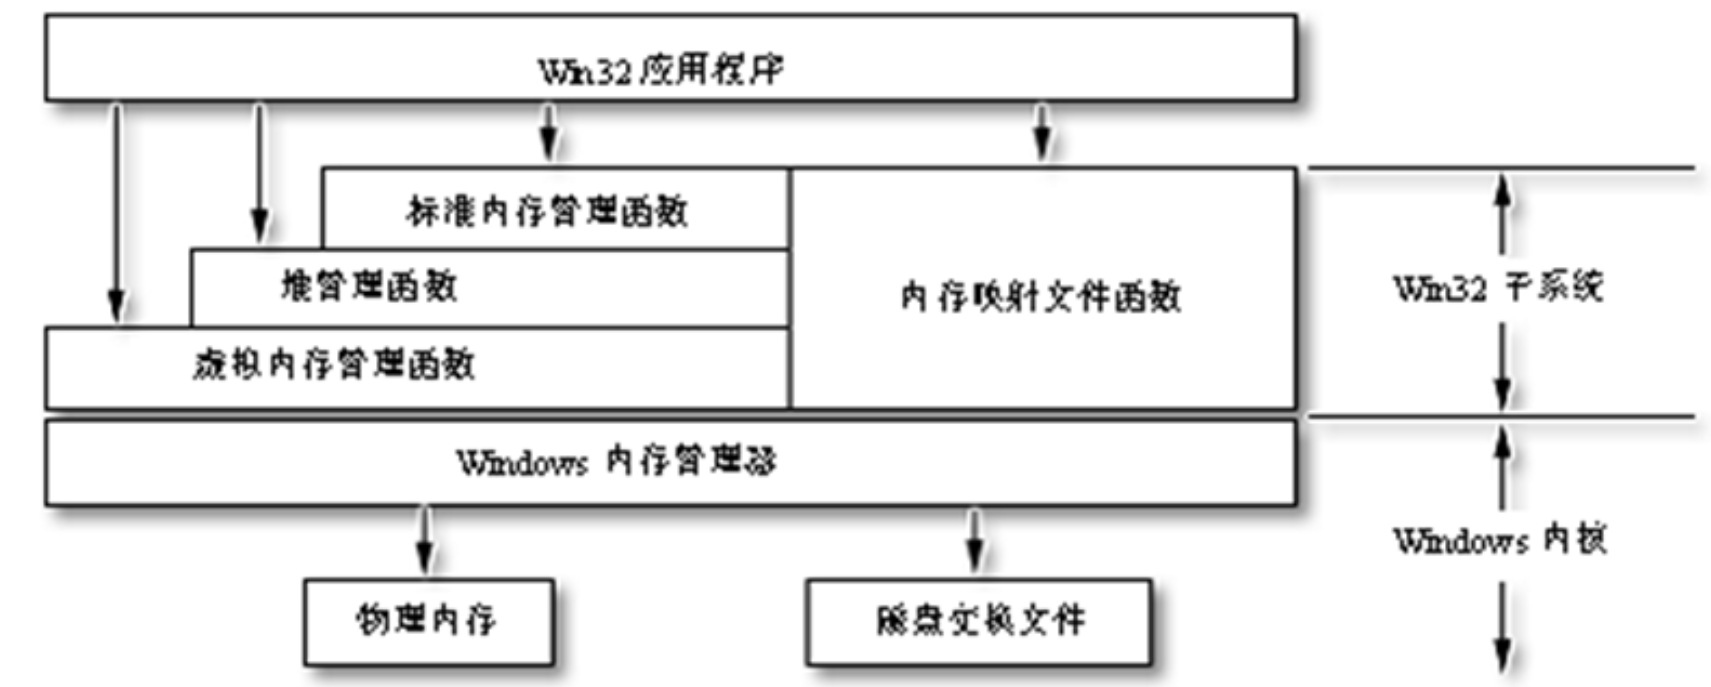 Win32 应用程序
标准内存管理函数
堆管理函数
内存映射文件函数
Win32 子系统
虚拟内存管理函数
Windows 内存管理器
Windows 内核
物理内存
磁盘交换文件